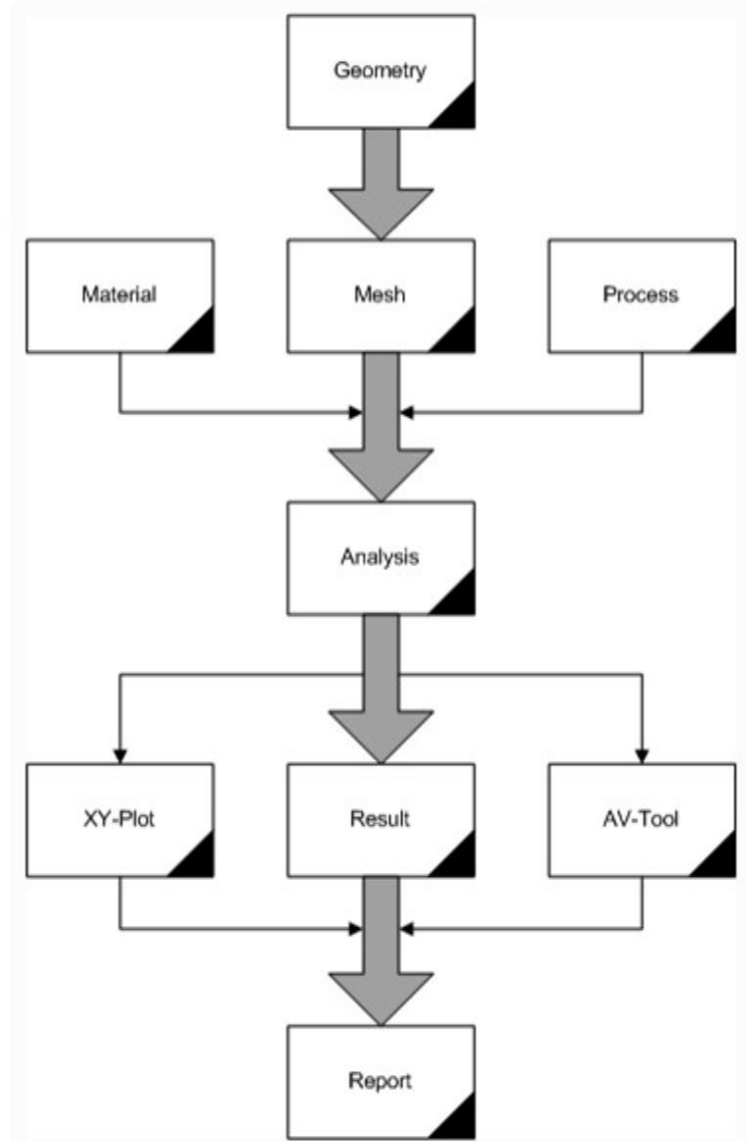 Geometry
Material
Mesh
Process
Analysis
XY-Plot
Result
AV-Tool
Report